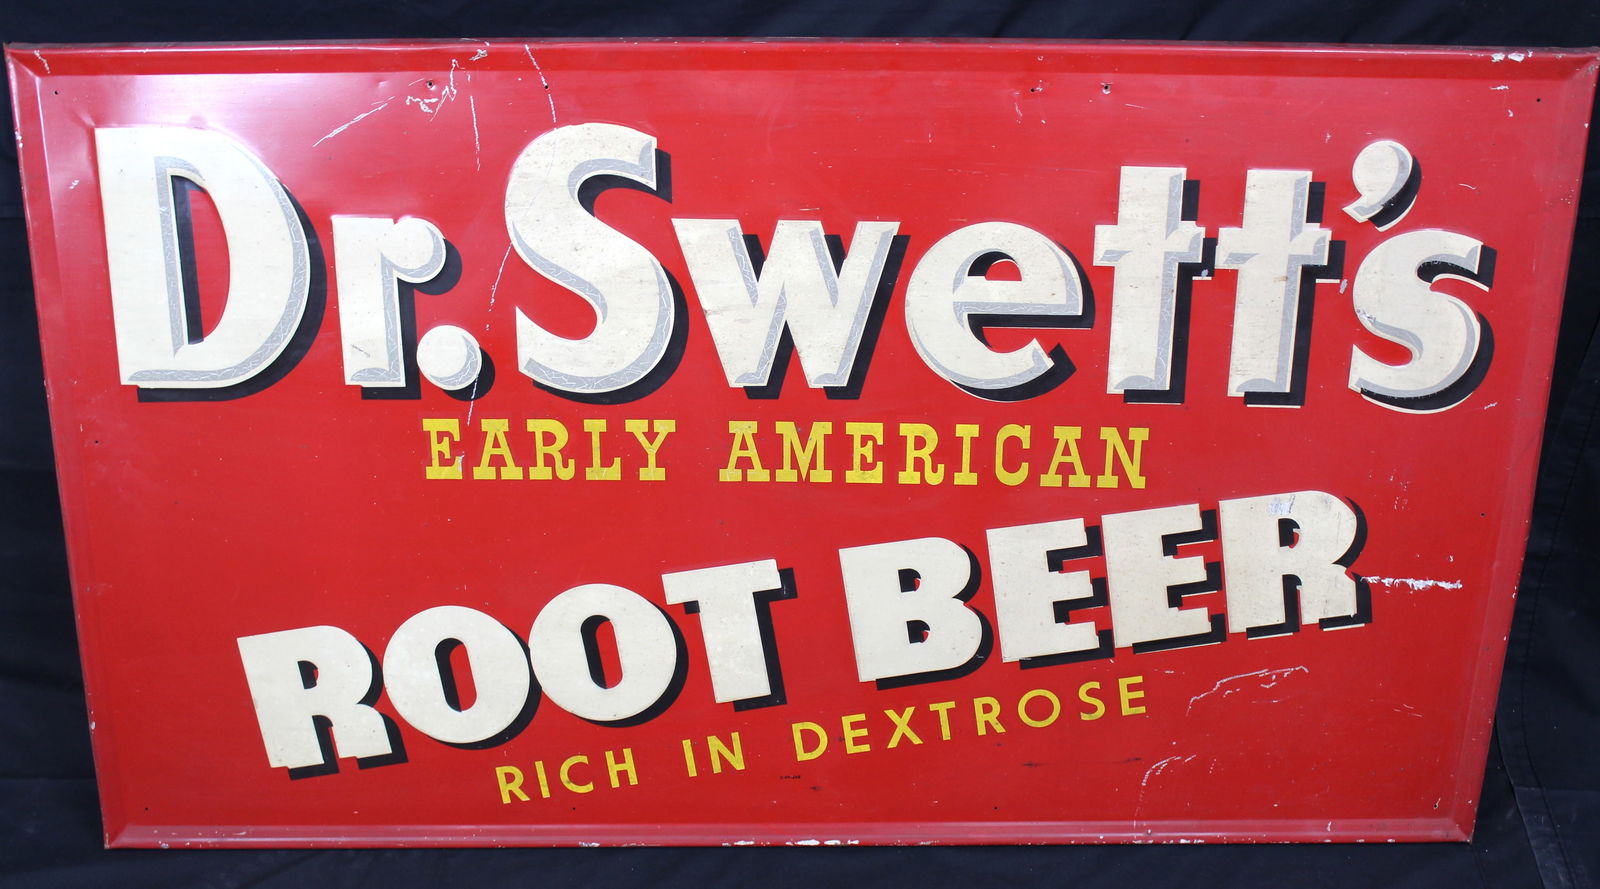 Dr. Swett's
EARLY AMERICAN
ROOT BEER
RICH IN DEXTROSE